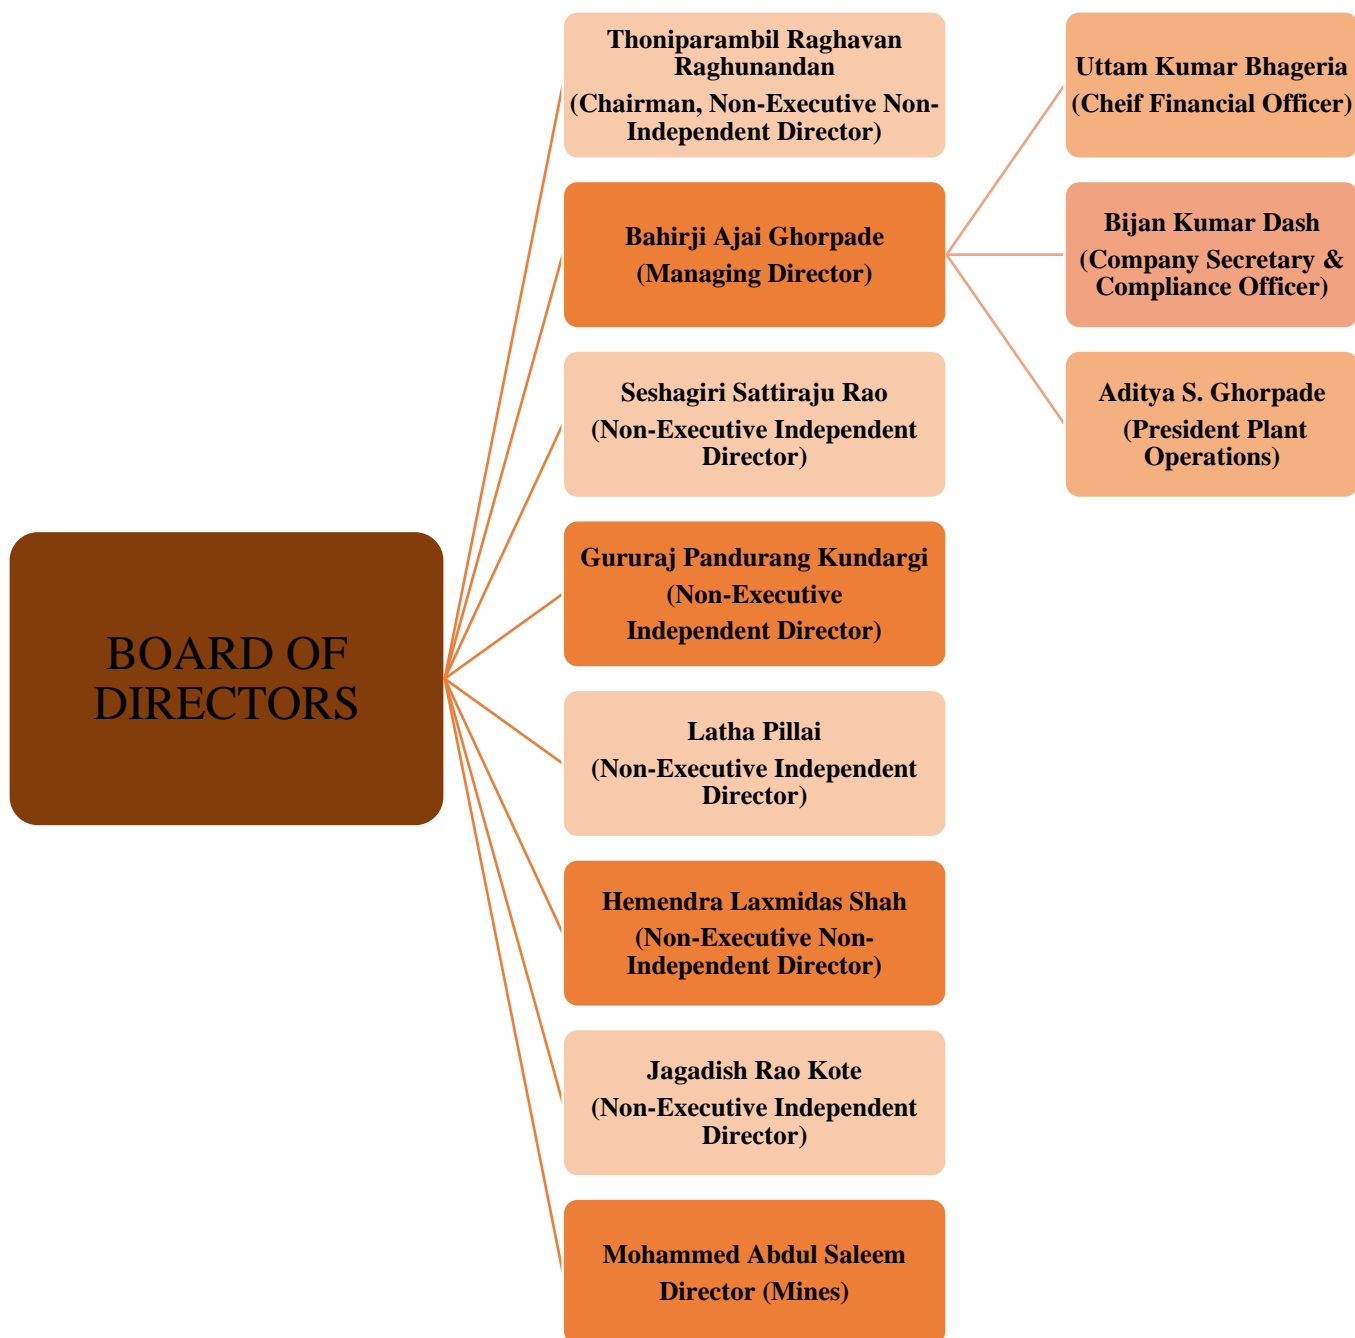 BOARD OF
DIRECTORS
Thoniparambil Raghavan
Raghunandan
(Chairman, Non-Executive Non-
Independent Director)
Bahirji Ajai Ghorpade
(Managing Director)
Uttam Kumar Bhageria
(Cheif Financial Officer)
Bijan Kumar Dash
(Company Secretary &
Compliance Officer)
Aditya S. Ghorpade
(President Plant
Operations)
Seshagiri Sattiraju Rao
(Non-Executive Independent
Director)
Gururaj Pandurang Kundargi
(Non-Executive
Independent Director)
Latha Pillai
(Non-Executive Independent
Director)
Hemendra Laxmidas Shah
(Non-Executive Non-
Independent Director)
Jagadish Rao Kote
(Non-Executive Independent
Director)
Mohammed Abdul Saleem
Director (Mines)